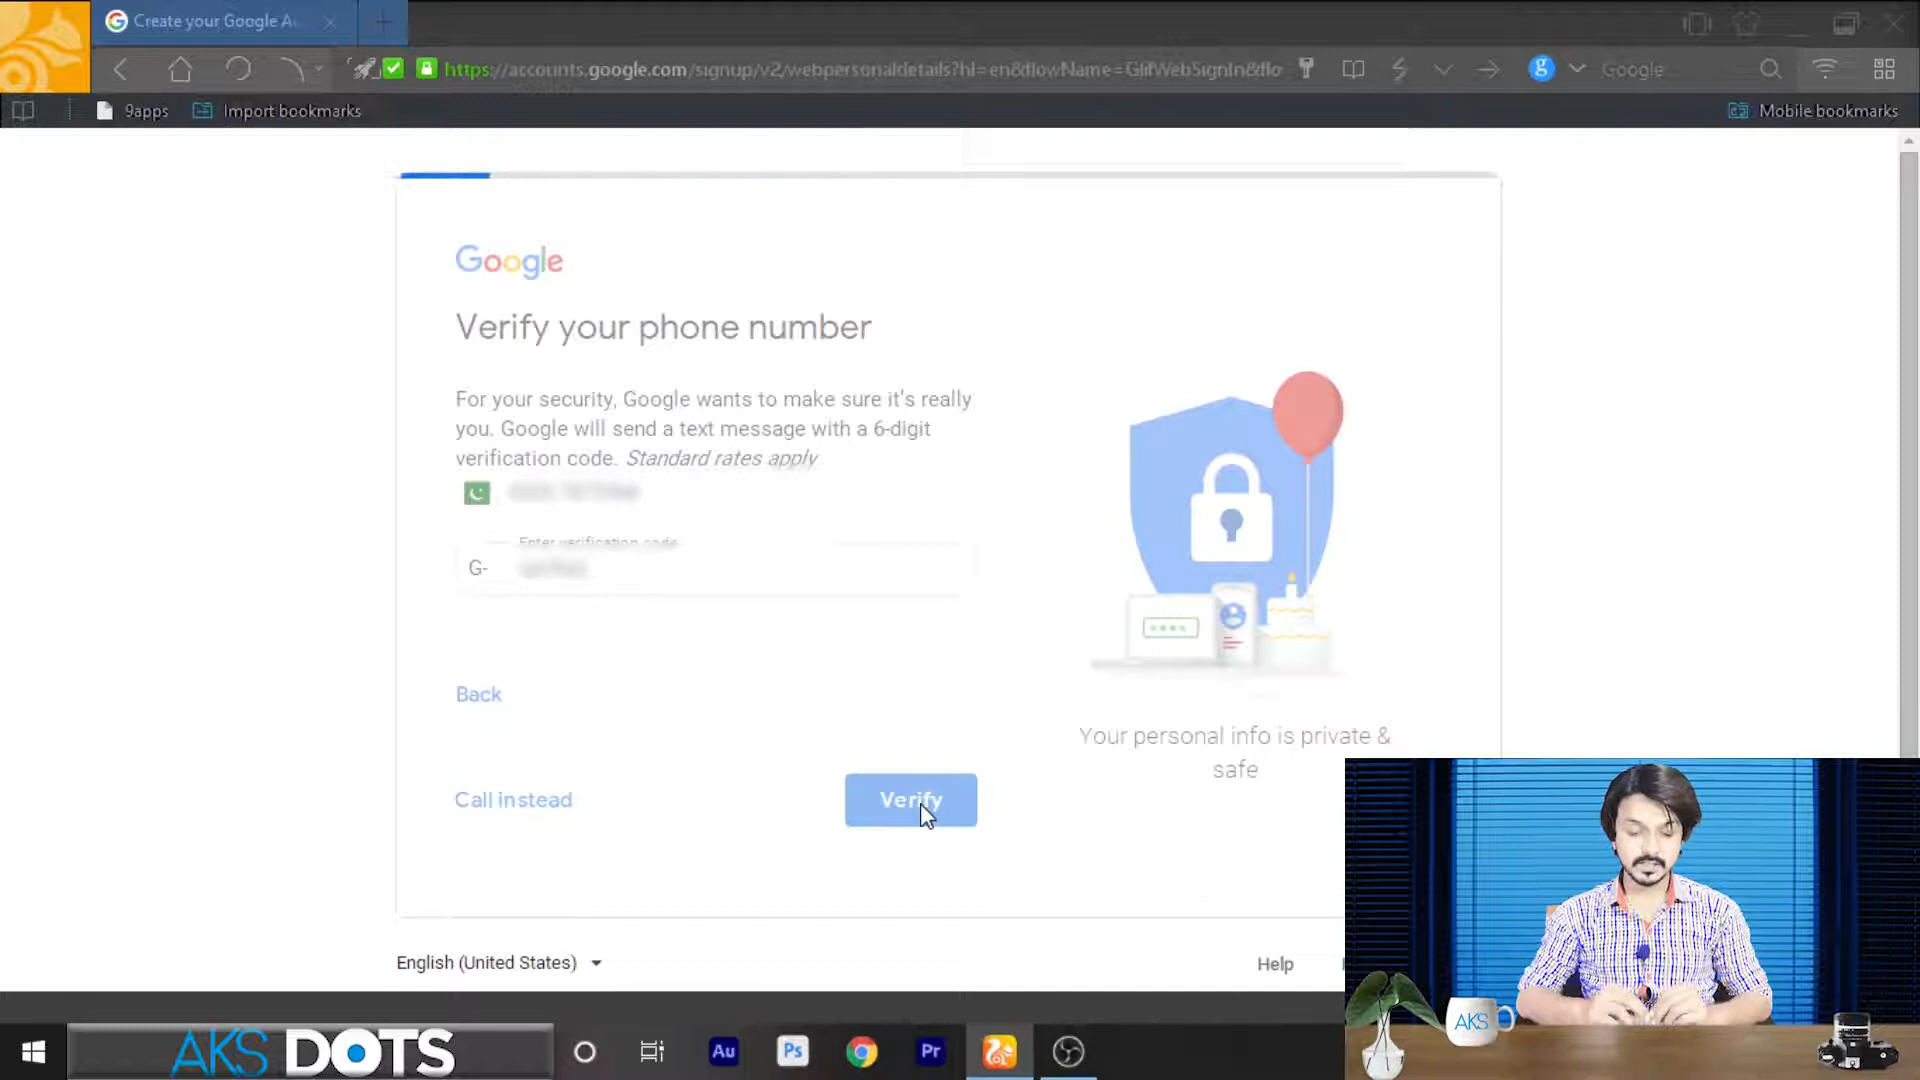 Create your Google A
https://accounts.google.com/signup/v2/webpersonaldetails?hl=en&flowName=GlifWebSignIn&flo
g
Google
9apps
Import bookmarks
Mobile bookmarks
Google
Verify your phone number
For your security, Google wants to make sure it's really
you. Google will send a text message with a 6-digit
verification code. Standard rates apply
Enter verification code
G-
Back
Call instead
Verify
Your personal info is private &
safe
English (United States)
Help
AKS
AKS DOTS
Au
Ps
Pr